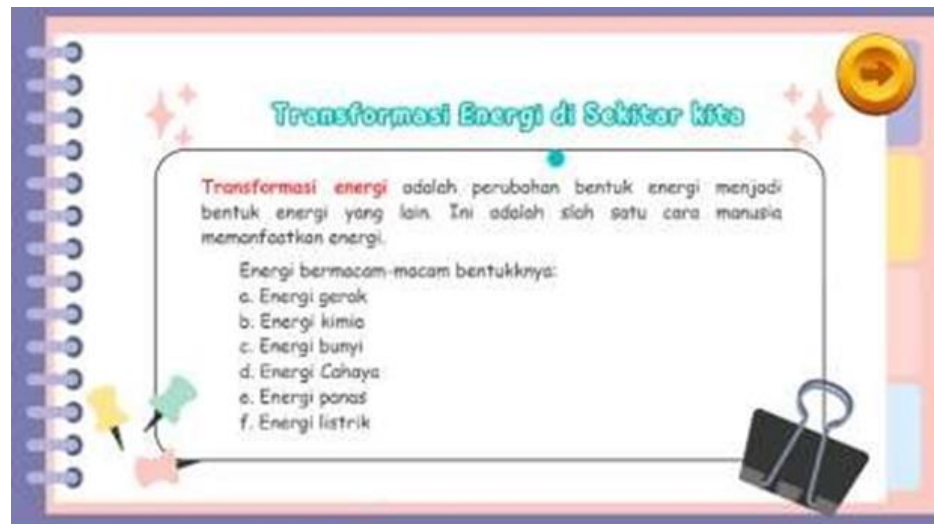 Transformasi Energi di Sekitar kita
Transformasi energi adalah perubahan bentuk energi menjadi
bentuk energi yang lain. Ini adalah slah satu cara manusia
memanfaatkan energi.
Energi bermacam-macam bentukknya:
a. Energi gerak
b. Energi kimia
c. Energi bunyi
d. Energi Cahaya
e. Energi panas
f. Energi listrik